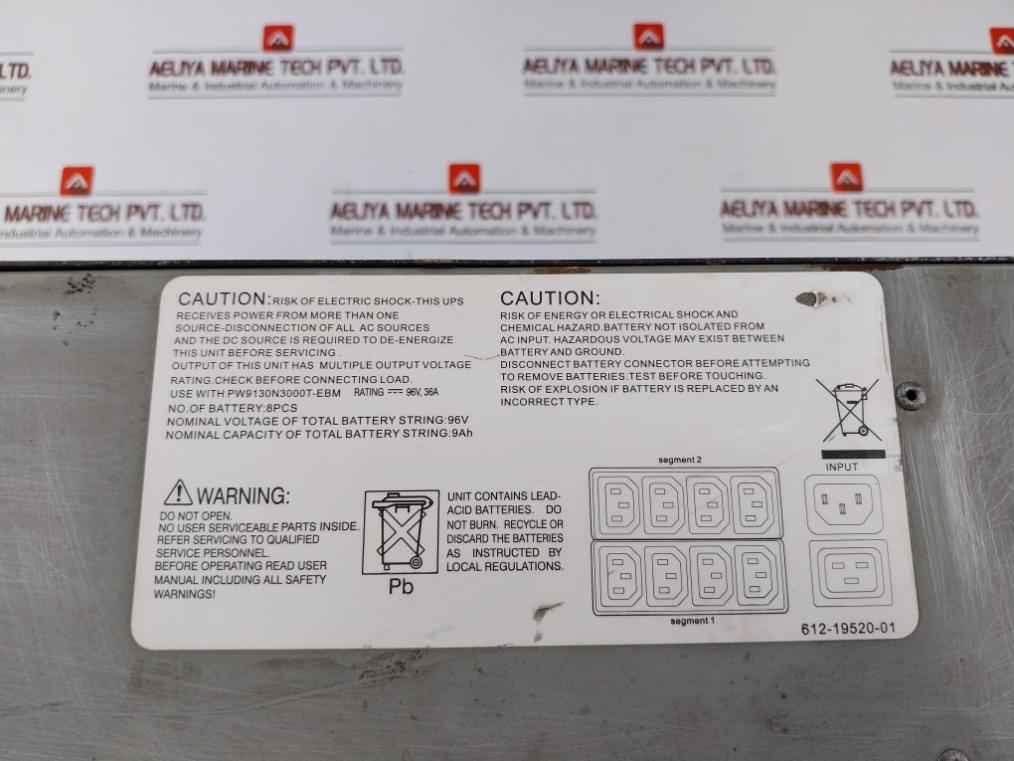 LTD.
AELIYA MARINE TECH PVT. LTD.
Marine & Industrial Automation & Machinery
AELIYA MARINE TECH PVT. LTD.
Marine & Industrial Automation & Machinery
AELIYA MARINE TECH
Marine & Industrial Automation &
MARINE TECH PVT. LTD.
Industrial Automation & Machinery
AELIYA MARINE TECH PVT. LTD.
Marine & Industrial Automation & Machinery
AELIYA MARINE TECH PVT. LTD.
Marine & Industrial Automation & Machinery
CAUTION:RISK OF ELECTRIC SHOCK-THIS UPS
RECEIVES POWER FROM MORE THAN ONE
SOURCE-DISCONNECTION OF ALL AC SOURCES
AND THE DC SOURCE IS REQUIRED TO DE-ENERGIZE
THIS UNIT BEFORE SERVICING .
OUTPUT OF THIS UNIT HAS MULTIPLE OUTPUT VOLTAGE
RATING.CHECK BEFORE CONNECTING LOAD.
USE WITH PW9130N3000T-EBM RATING ⎓ 96V, 36A
NO.OF BATTERY:8PCS
NOMINAL VOLTAGE OF TOTAL BATTERY STRING:96V
NOMINAL CAPACITY OF TOTAL BATTERY STRING:9Ah
CAUTION:
RISK OF ENERGY OR ELECTRICAL SHOCK AND
CHEMICAL HAZARD.BATTERY NOT ISOLATED FROM
AC INPUT. HAZARDOUS VOLTAGE MAY EXIST BETWEEN
BATTERY AND GROUND.
DISCONNECT BATTERY CONNECTOR BEFORE ATTEMPTING
TO REMOVE BATTERIES.TEST BEFORE TOUCHING.
RISK OF EXPLOSION IF BATTERY IS REPLACED BY AN
INCORRECT TYPE.
WARNING:
DO NOT OPEN.
NO USER SERVICEABLE PARTS INSIDE.
REFER SERVICING TO QUALIFIED
SERVICE PERSONNEL.
BEFORE OPERATING READ USER
MANUAL INCLUDING ALL SAFETY
WARNINGS!
Pb
UNIT CONTAINS LEAD-
ACID BATTERIES. DO
NOT BURN. RECYCLE OR
DISCARD THE BATTERIES
AS INSTRUCTED BY
LOCAL REGULATIONS.
segment 2
segment 1
INPUT
612-19520-01